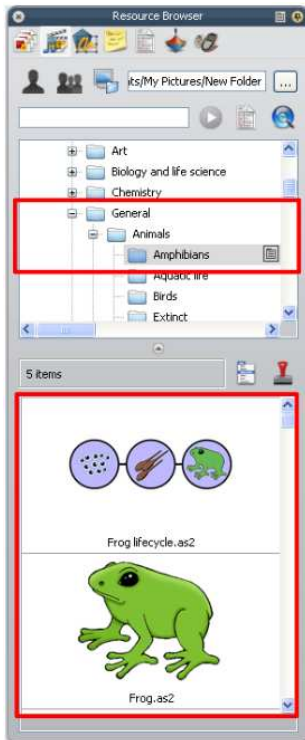 Resource Browser
ıts/My Pictures/New Folder ...
Art
Biology and life science
Chemistry
General
Animals
Amphibians
Aquatic life
Birds
Extinct
5 items
Frog lifecycle.as2
Frog.as2